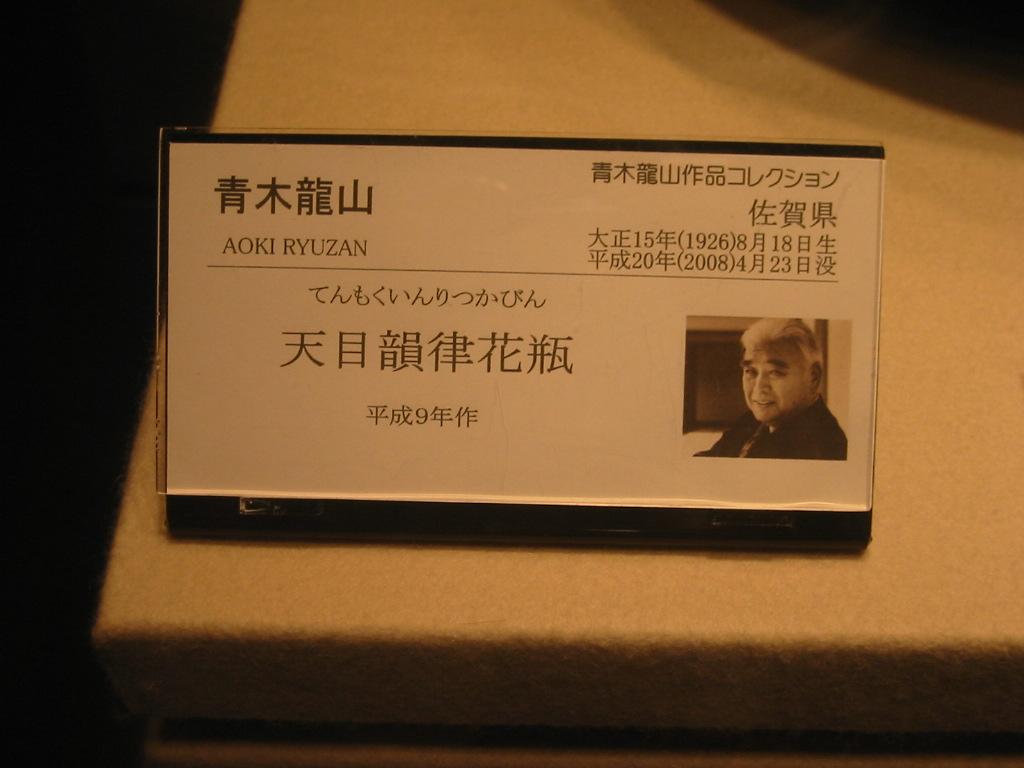 青木龍山
AOKI RYUZAN
青木龍山作品コレクション
佐賀県
大正15年(1926)8月18日生
平成20年(2008)4月23日没
てんもくいんりつかびん
天目韻律花瓶
平成9年作